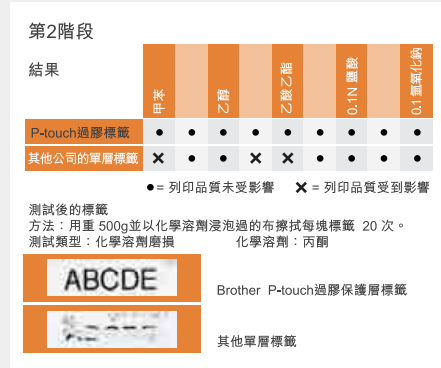 第2階段
結果
甲苯
乙醇
乙酸乙酯
0.1N 鹽酸
0.1 氫氧化鈉
P-touch過膠標籤 ● ● ● ● ● ● ● ● ●
其他公司的單層標籤 ✕ ● ● ✕ ✕ ● ● ● ●
●= 列印品質未受影響 ✕ = 列印品質受到影響
測試後的標籤
方法：用重 500g並以化學溶劑浸泡過的布擦拭每塊標籤 20 次。
測試類型：化學溶劑磨損 化學溶劑：丙酮
ABCDE
Brother P-touch過膠保護層標籤
其他單層標籤